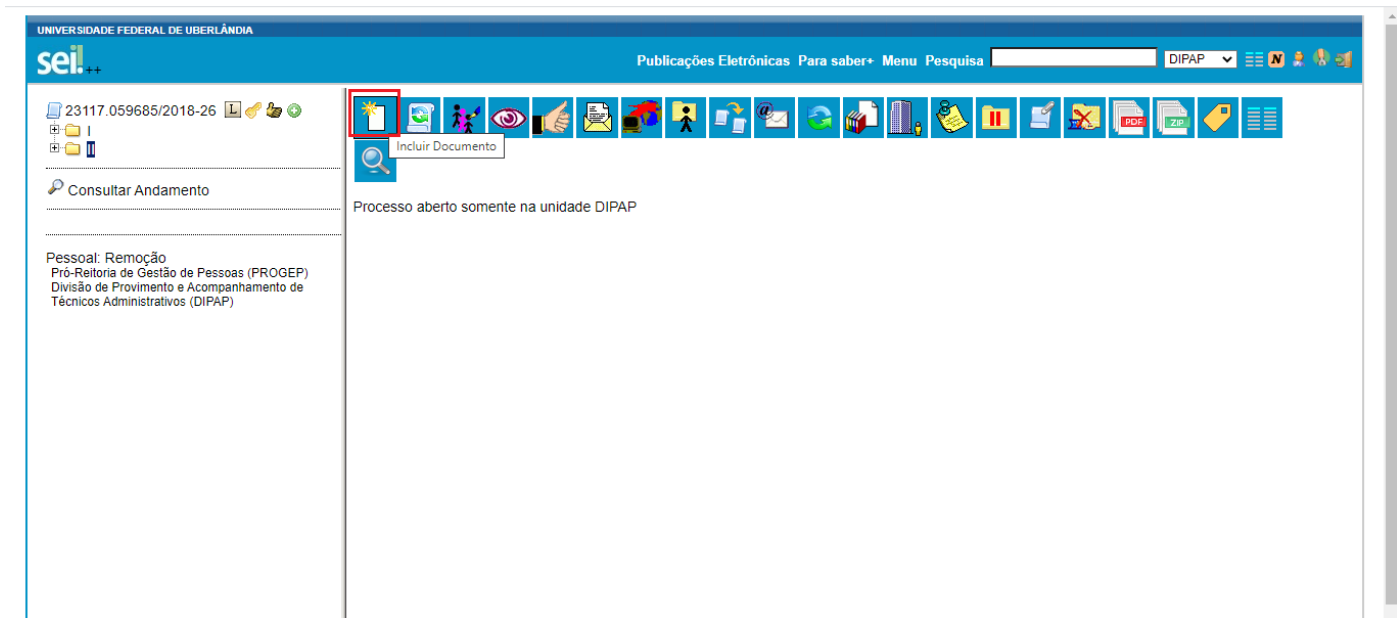 UNIVERSIDADE FEDERAL DE UBERLÂNDIA
sei!++
Publicações Eletrônicas Para saber+ Menu Pesquisa DIPAP N
23117.059685/2018-26 L
I
II
Incluir Documento
PDF
ZIP
Consultar Andamento
Processo aberto somente na unidade DIPAP
Pessoal: Remoção
Pró-Reitoria de Gestão de Pessoas (PROGEP)
Divisão de Provimento e Acompanhamento de
Técnicos Administrativos (DIPAP)